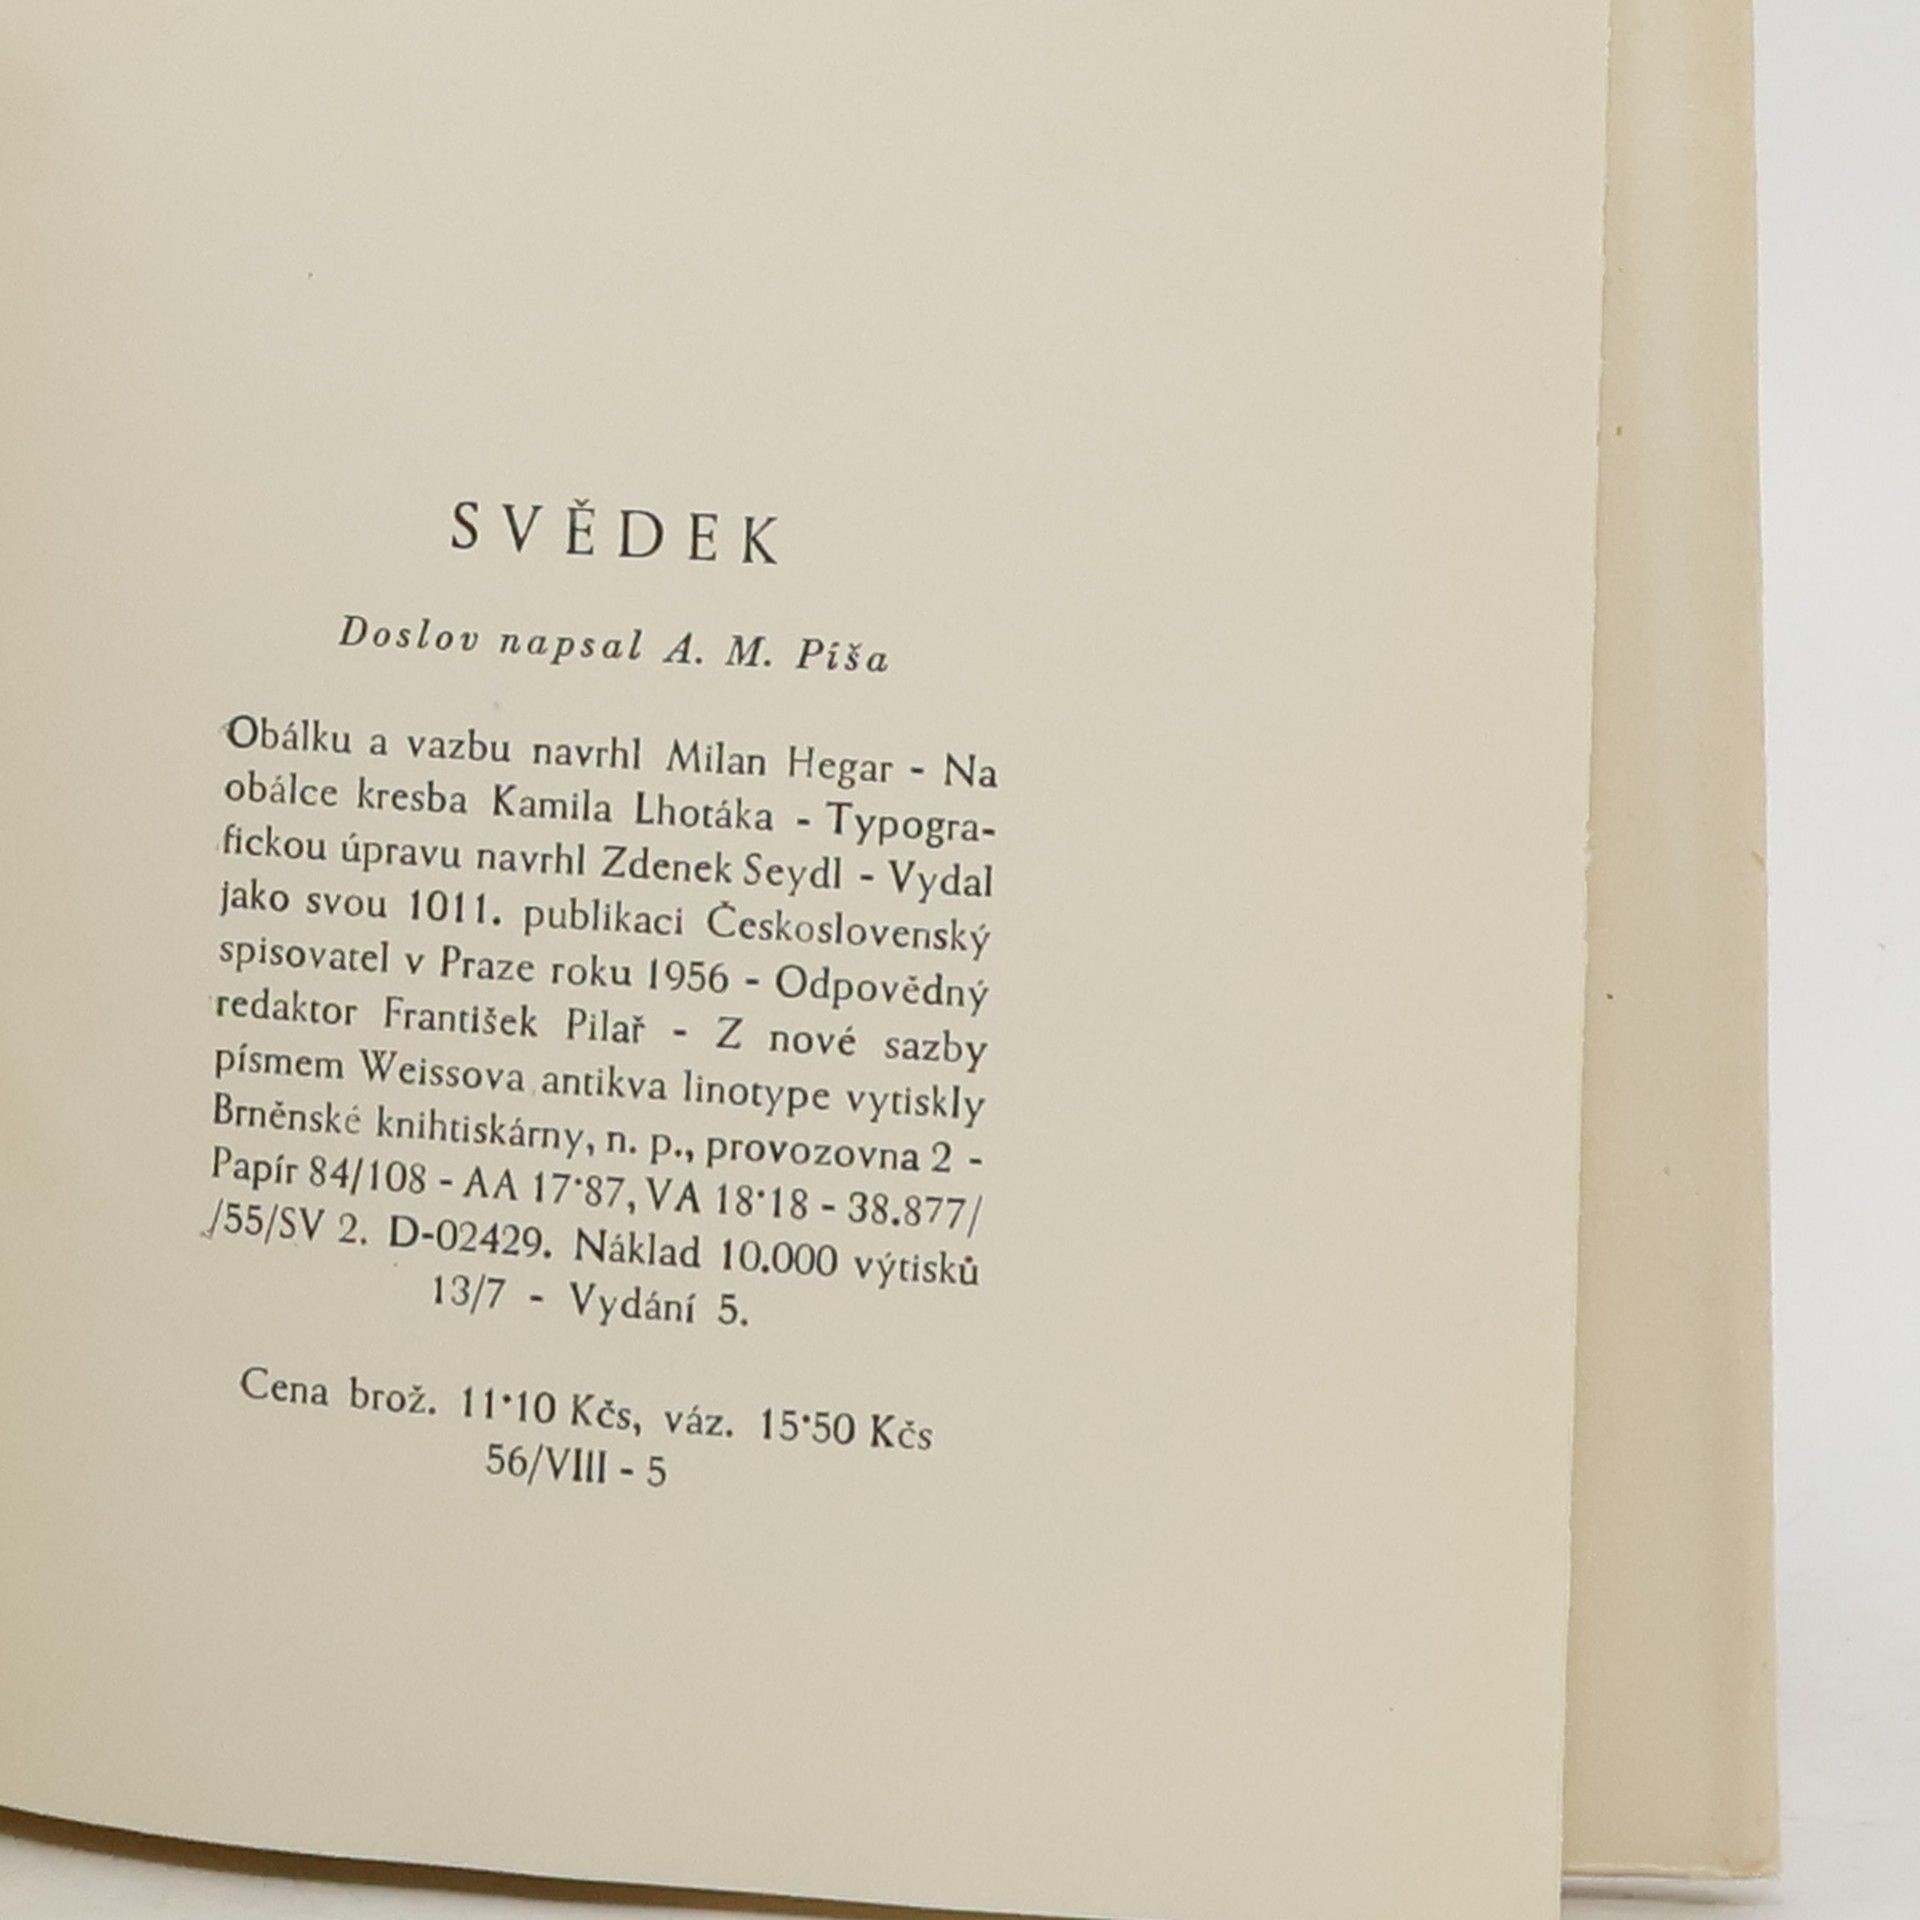 SVĚDEK
Doslov napsal A. M. Píša
Obálku a vazbu navrhl Milan Hegar - Na
obálce kresba Kamila Lhotáka - Typogra-
fickou úpravu navrhl Zdenek Seydl - Vydal
jako svou 1011. publikaci Československý
spisovatel v Praze roku 1956 - Odpovědný
redaktor František Pilař - Z nové sazby
písmem Weissova antikva linotype vytiskly
Brněnské knihtiskárny, n. p., provozovna 2 -
Papír 84/108 - AA 17·87, VA 18·18 - 38.877/
/55/SV 2. D-02429. Náklad 10.000 výtisků
13/7 - Vydání 5.
Cena brož. 11·10 Kčs, váz. 15·50 Kčs
56/VIII - 5